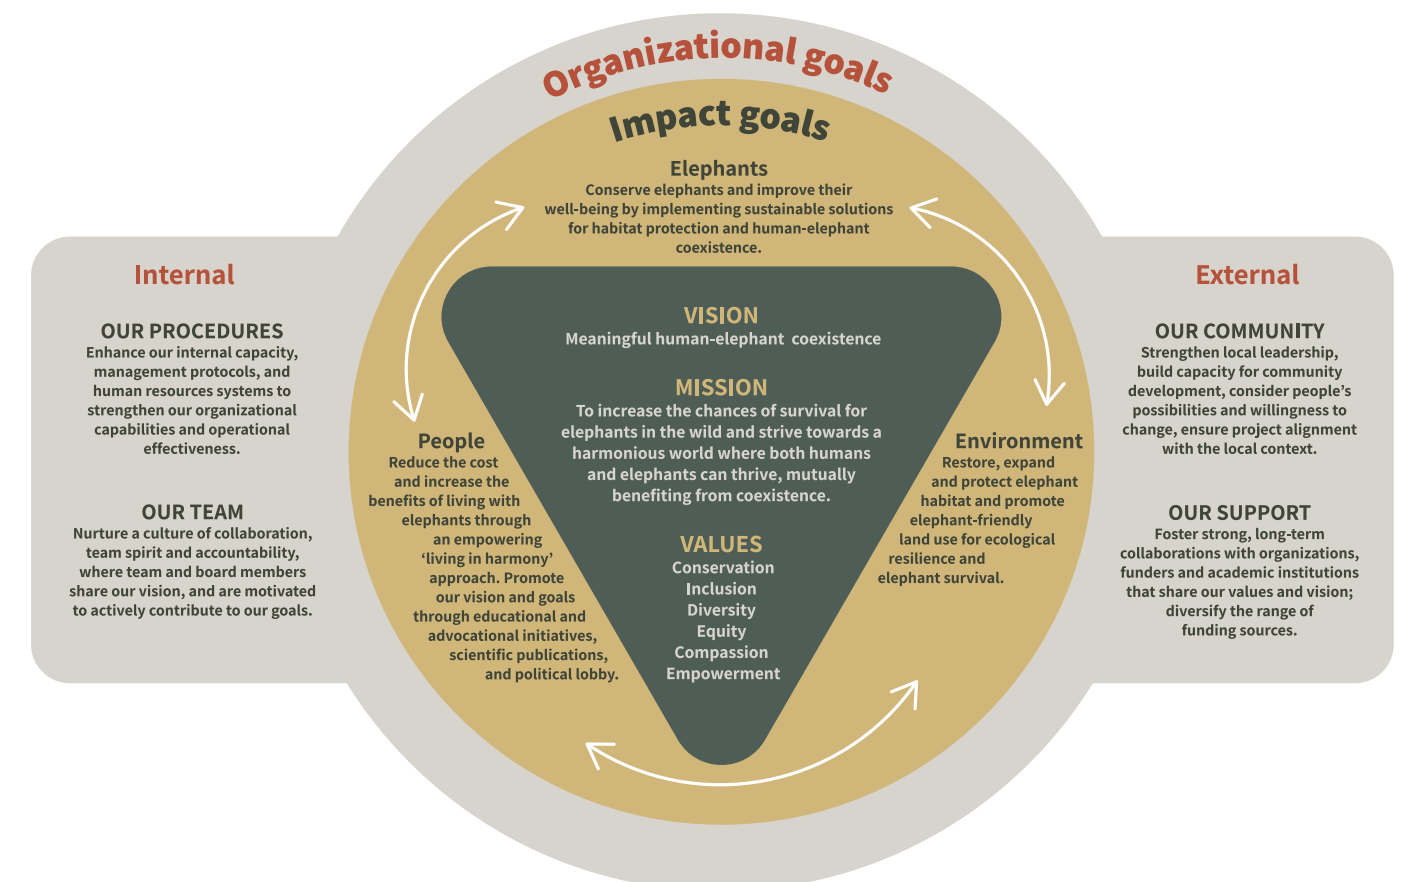 Organizational goals
Impact goals
Elephants
Conserve elephants and improve their
well-being by implementing sustainable solutions
for habitat protection and human-elephant
coexistence.
Internal
OUR PROCEDURES
Enhance our internal capacity,
management protocols, and
human resources systems to
strengthen our organizational
capabilities and operational
effectiveness.
OUR TEAM
Nurture a culture of collaboration,
team spirit and accountability,
where team and board members
share our vision, and are motivated
to actively contribute to our goals.
People
Reduce the cost
and increase the
benefits of living with
elephants through
an empowering
‘living in harmony’
approach. Promote
our vision and goals
through educational and
advocational initiatives,
scientific publications,
and political lobby.
VISION
Meaningful human-elephant coexistence
MISSION
To increase the chances of survival for
elephants in the wild and strive towards a
harmonious world where both humans
and elephants can thrive, mutually
benefiting from coexistence.
VALUES
Conservation
Inclusion
Diversity
Equity
Compassion
Empowerment
Environment
Restore, expand
and protect elephant
habitat and promote
elephant-friendly
land use for ecological
resilience and
elephant survival.
External
OUR COMMUNITY
Strengthen local leadership,
build capacity for community
development, consider people’s
possibilities and willingness to
change, ensure project alignment
with the local context.
OUR SUPPORT
Foster strong, long-term
collaborations with organizations,
funders and academic institutions
that share our values and vision;
diversify the range of
funding sources.